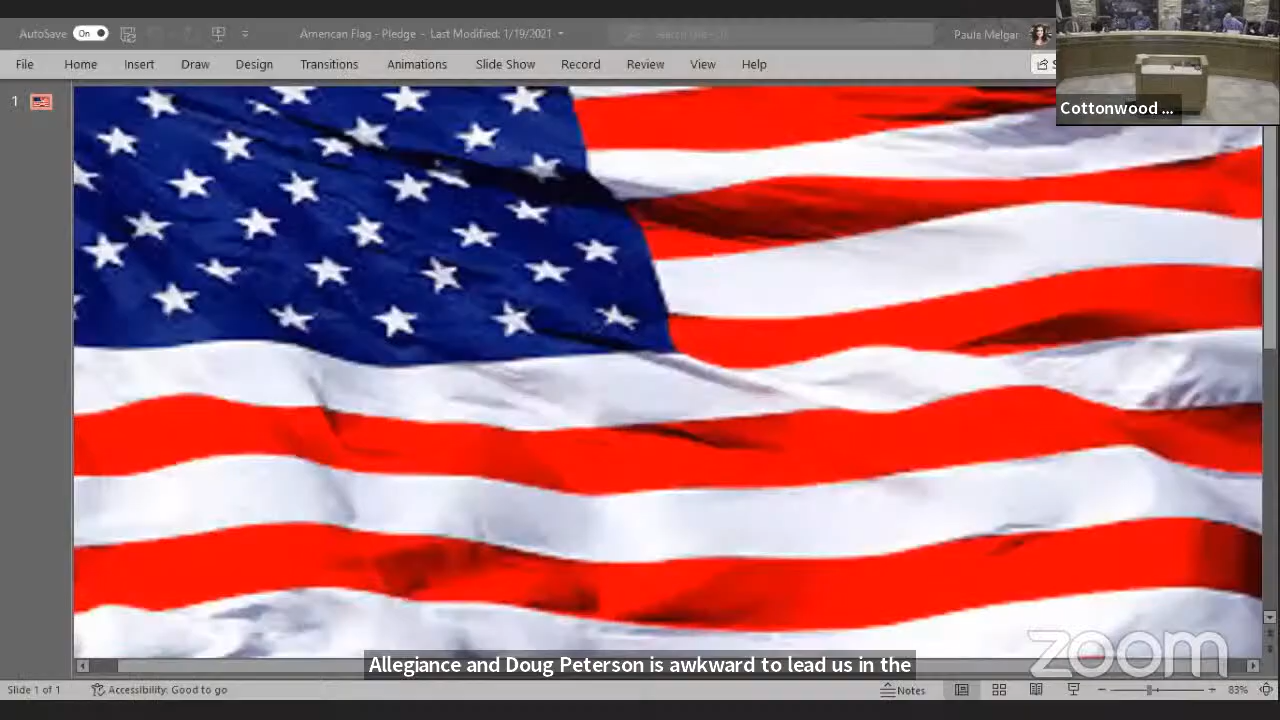 AutoSave On
American Flag - Pledge - Last Modified: 1/19/2021
Paula Melgar
File Home Insert Draw Design Transitions Animations Slide Show Record Review View Help
S
Cottonwood ...
1
Allegiance and Doug Peterson is awkward to lead us in the
zoom
Slide 1 of 1 Accessibility: Good to go Notes 83%